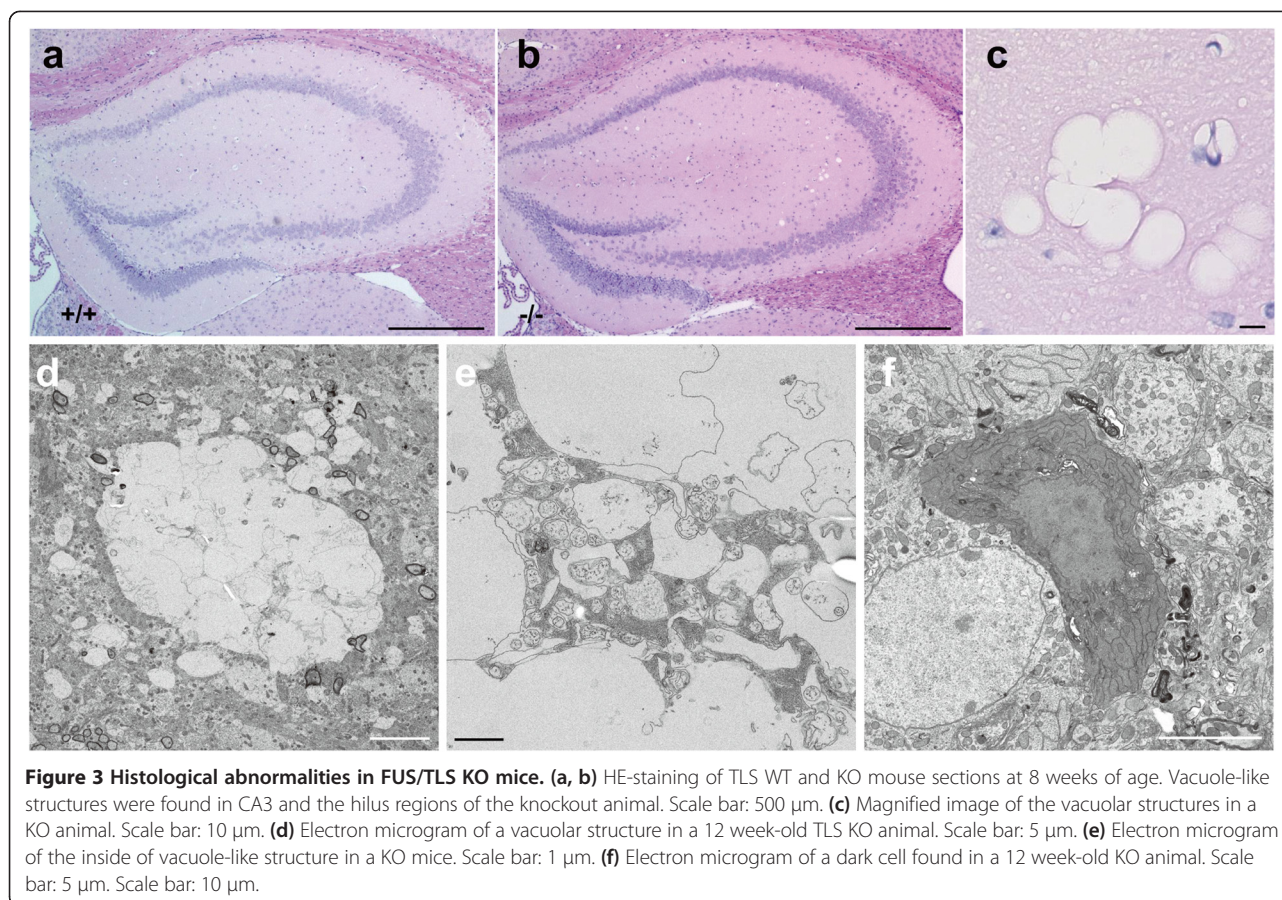 a
b
c
+/+
-/-
d
e
f
Figure 3 Histological abnormalities in FUS/TLS KO mice. (a, b) HE-staining of TLS WT and KO mouse sections at 8 weeks of age. Vacuole-like
structures were found in CA3 and the hilus regions of the knockout animal. Scale bar: 500 μm. (c) Magnified image of the vacuolar structures in a
KO animal. Scale bar: 10 μm. (d) Electron microgram of a vacuolar structure in a 12 week-old TLS KO animal. Scale bar: 5 μm. (e) Electron microgram
of the inside of vacuole-like structure in a KO mice. Scale bar: 1 μm. (f) Electron microgram of a dark cell found in a 12 week-old KO animal. Scale
bar: 5 μm. Scale bar: 10 μm.